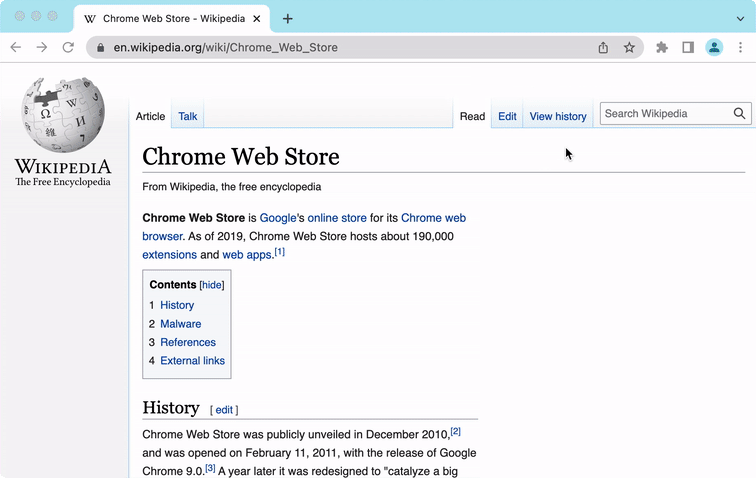 Chrome Web Store - Wikipedia
en.wikipedia.org/wiki/Chrome_Web_Store
Ω W И 維
WIKIPEDIA
The Free Encyclopedia
Article Talk Read Edit View history Search Wikipedia
Chrome Web Store
From Wikipedia, the free encyclopedia
Chrome Web Store is Google's online store for its Chrome web
browser. As of 2019, Chrome Web Store hosts about 190,000
extensions and web apps.[1]
Contents [hide]
1 History
2 Malware
3 References
4 External links
History [ edit ]
Chrome Web Store was publicly unveiled in December 2010,[2]
and was opened on February 11, 2011, with the release of Google
Chrome 9.0.[3] A year later it was redesigned to "catalyze a big